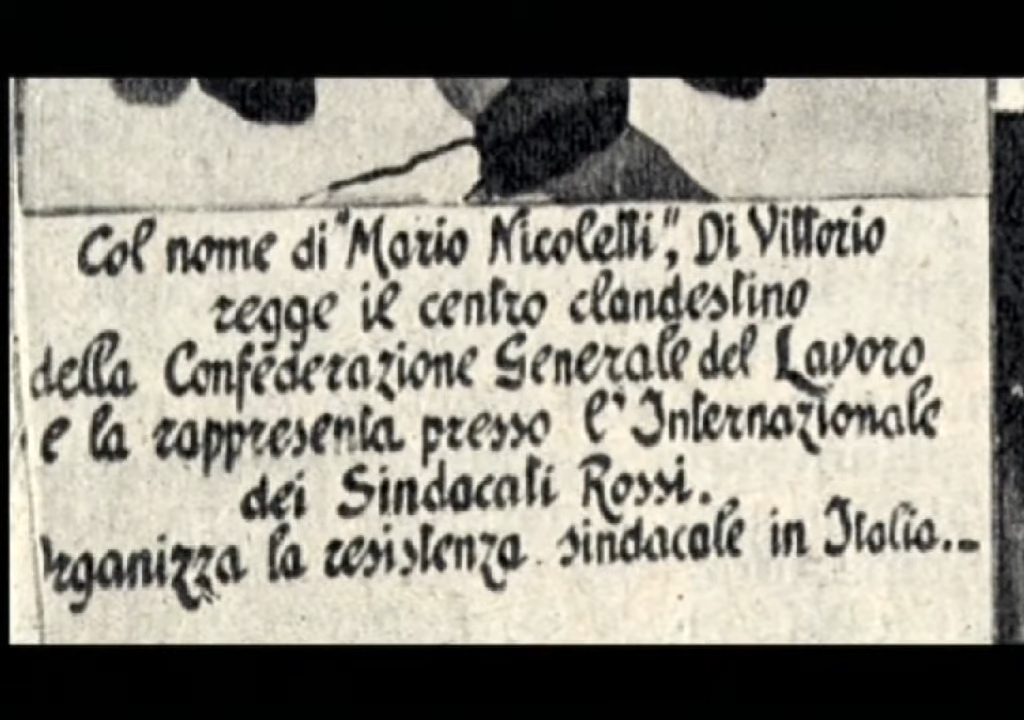 Col nome di "Mario Nicoletti", Di Vittorio
regge il centro clandestino
della Confederazione Generale del Lavoro
e la rappresenta presso l'Internazionale
dei Sindacati Rossi.
Organizza la resistenza sindacale in Italia...